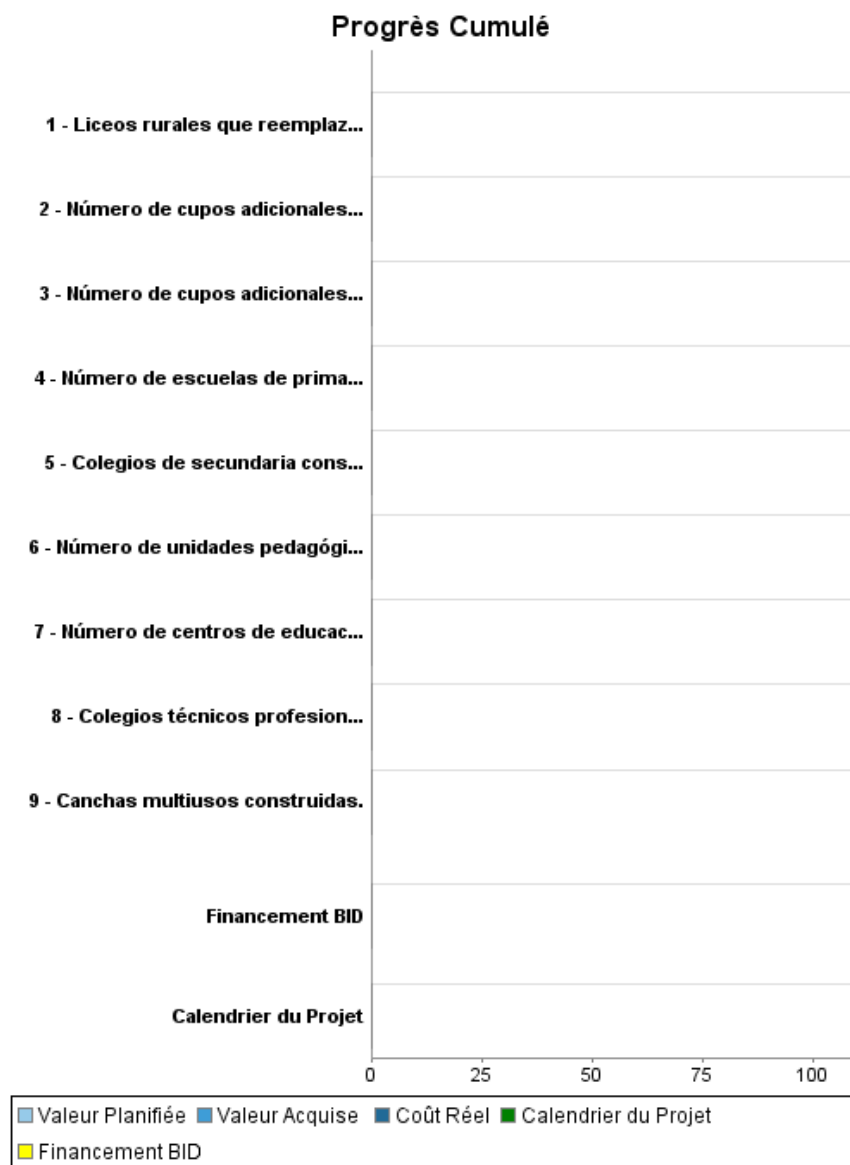 Progrès Cumulé
1 - Liceos rurales que reemplaz...
2 - Número de cupos adicionales...
3 - Número de cupos adicionales...
4 - Número de escuelas de prima...
5 - Colegios de secundaria cons...
6 - Número de unidades pedagógi...
7 - Número de centros de educac...
8 - Colegios técnicos profesion...
9 - Canchas multiusos construidas.
Financement BID
Calendrier du Projet
0 25 50 75 100
Valeur Planifiée Valeur Acquise Coût Réel Calendrier du Projet
Financement BID